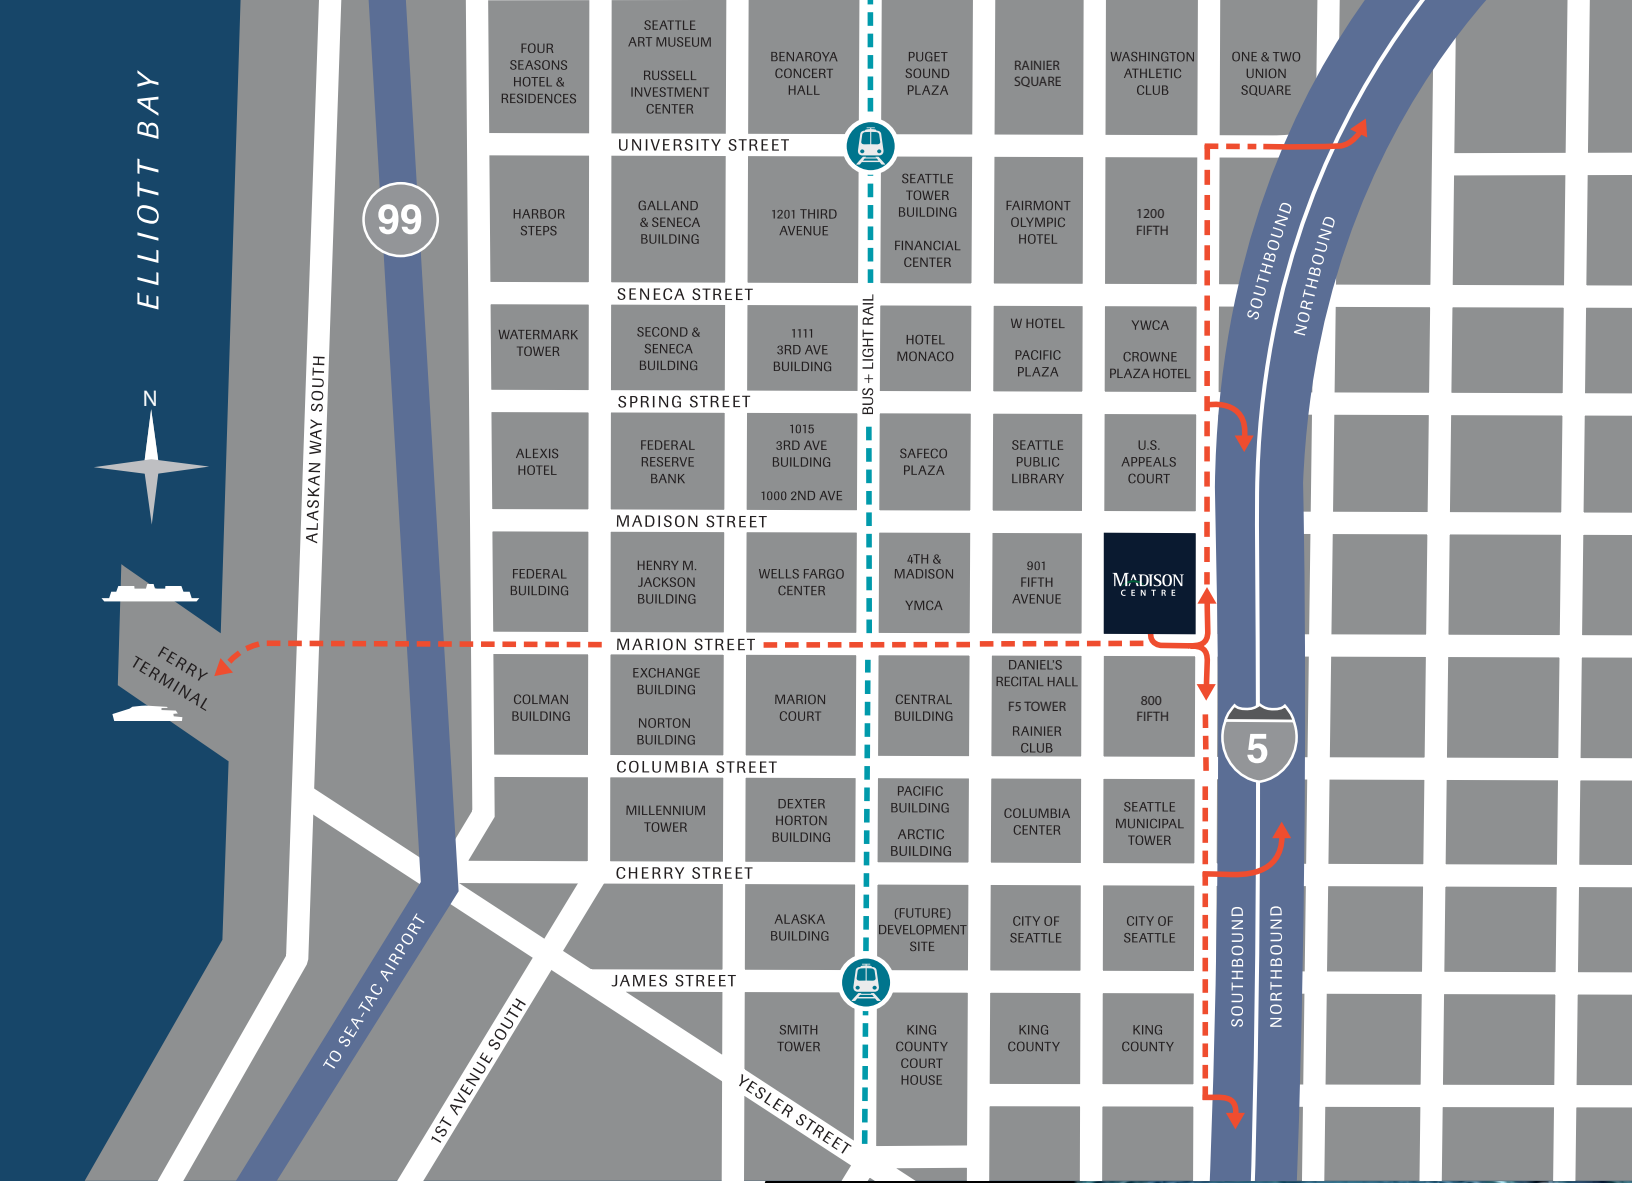 SEATTLE
ART MUSEUM
RUSSELL
INVESTMENT
CENTER
FOUR
SEASONS
HOTEL &
RESIDENCES
BENAROYA
CONCERT
HALL
PUGET
SOUND
PLAZA
RAINIER
SQUARE
WASHINGTON
ATHLETIC
CLUB
ONE & TWO
UNION
SQUARE
ELLIOTT BAY
UNIVERSITY STREET
99
HARBOR
STEPS
GALLAND
& SENECA
BUILDING
1201 THIRD
AVENUE
SEATTLE
TOWER
BUILDING
FINANCIAL
CENTER
FAIRMONT
OLYMPIC
HOTEL
1200
FIFTH
SOUTHBOUND
NORTHBOUND
SENECA STREET
WATERMARK
TOWER
SECOND &
SENECA
BUILDING
1111
3RD AVE
BUILDING
BUS + LIGHT RAIL
HOTEL
MONACO
W HOTEL
PACIFIC
PLAZA
YWCA
CROWNE
PLAZA HOTEL
N
ALASKAN WAY SOUTH
SPRING STREET
ALEXIS
HOTEL
FEDERAL
RESERVE
BANK
1015
3RD AVE
BUILDING
1000 2ND AVE
SAFECO
PLAZA
SEATTLE
PUBLIC
LIBRARY
U.S.
APPEALS
COURT
MADISON STREET
FEDERAL
BUILDING
HENRY M.
JACKSON
BUILDING
WELLS FARGO
CENTER
4TH &
MADISON
YMCA
901
FIFTH
AVENUE
MADISON
CENTRE
MARION STREET
FERRY
TERMINAL
COLMAN
BUILDING
EXCHANGE
BUILDING
NORTON
BUILDING
MARION
COURT
CENTRAL
BUILDING
DANIEL'S
RECITAL HALL
F5 TOWER
RAINIER
CLUB
800
FIFTH
5
COLUMBIA STREET
MILLENNIUM
TOWER
DEXTER
HORTON
BUILDING
PACIFIC
BUILDING
ARCTIC
BUILDING
COLUMBIA
CENTER
SEATTLE
MUNICIPAL
TOWER
CHERRY STREET
ALASKA
BUILDING
(FUTURE)
DEVELOPMENT
SITE
CITY OF
SEATTLE
CITY OF
SEATTLE
SOUTHBOUND
NORTHBOUND
TO SEA-TAC AIRPORT
JAMES STREET
1ST AVENUE SOUTH
SMITH
TOWER
KING
COUNTY
COURT
HOUSE
KING
COUNTY
KING
COUNTY
YESLER STREET